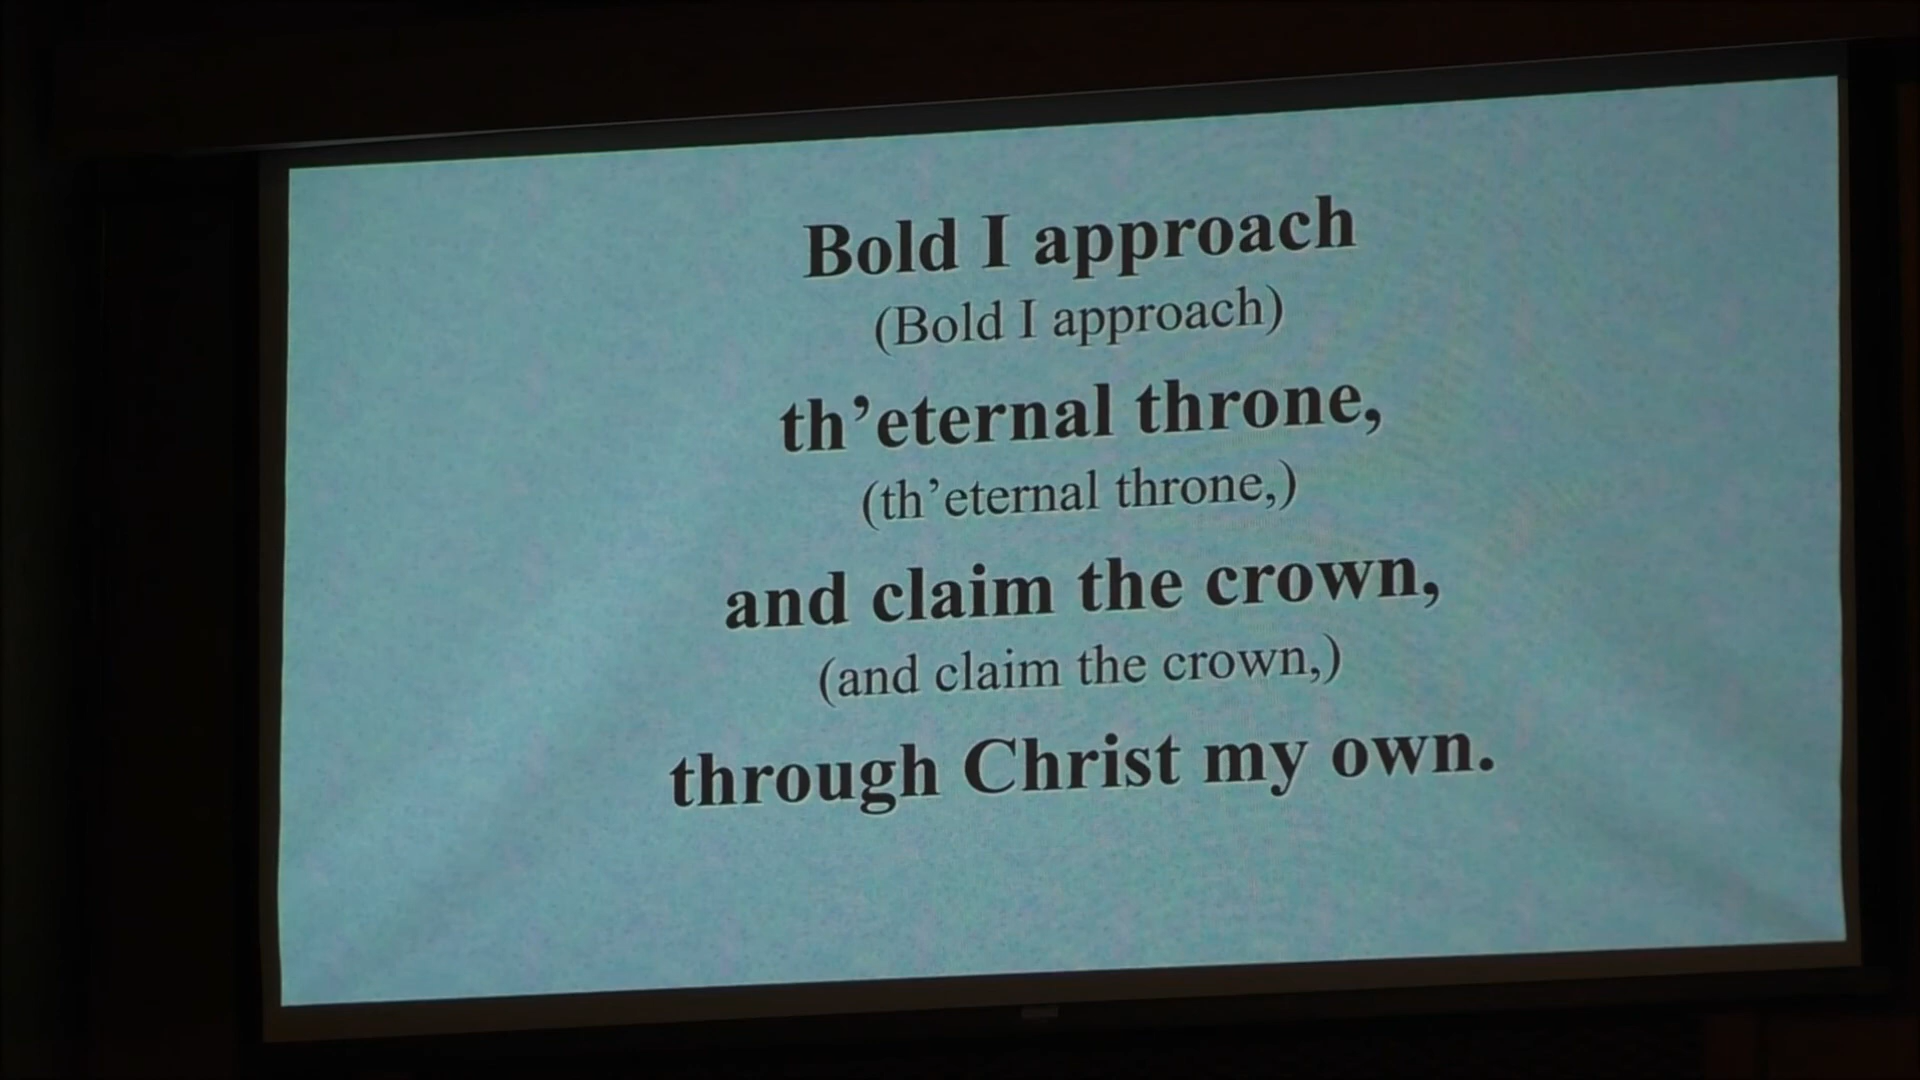 Bold I approach
(Bold I approach)
th’eternal throne,
(th’eternal throne,)
and claim the crown,
(and claim the crown,)
through Christ my own.